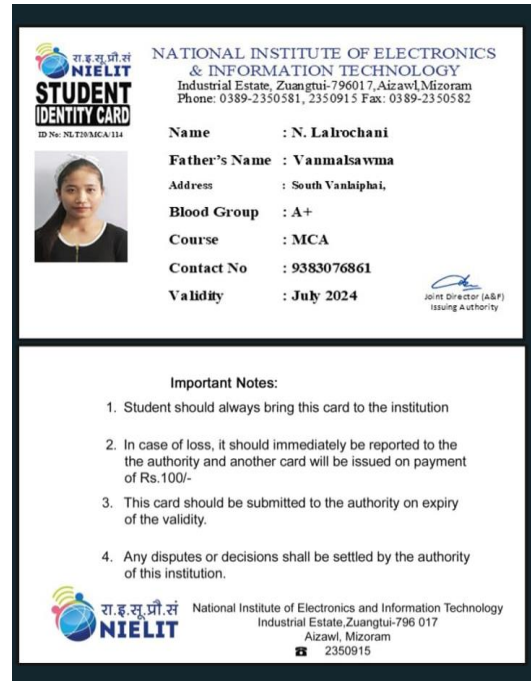 रा.इ.सू.प्रौ.सं
NIELIT
STUDENT
IDENTITY CARD
ID No: NLT20/MCA/114
NATIONAL INSTITUTE OF ELECTRONICS
& INFORMATION TECHNOLOGY
Industrial Estate, Zuangtui-796017,Aizawl,Mizoram
Phone: 0389-2350581, 2350915 Fax: 0389-2350582
Name : N. Lalrochani
Father's Name : Vanmalsawma
Address : South Vanlaiphai,
Blood Group : A+
Course : MCA
Contact No : 9383076861
Validity : July 2024
Joint Director (A&F)
Issuing Authority
Important Notes:
1. Student should always bring this card to the institution
2. In case of loss, it should immediately be reported to the
the authority and another card will be issued on payment
of Rs.100/-
3. This card should be submitted to the authority on expiry
of the validity.
4. Any disputes or decisions shall be settled by the authority
of this institution.
रा.इ.सू.प्रौ.सं
NIELIT
National Institute of Electronics and Information Technology
Industrial Estate,Zuangtui-796 017
Aizawl, Mizoram
☎ 2350915